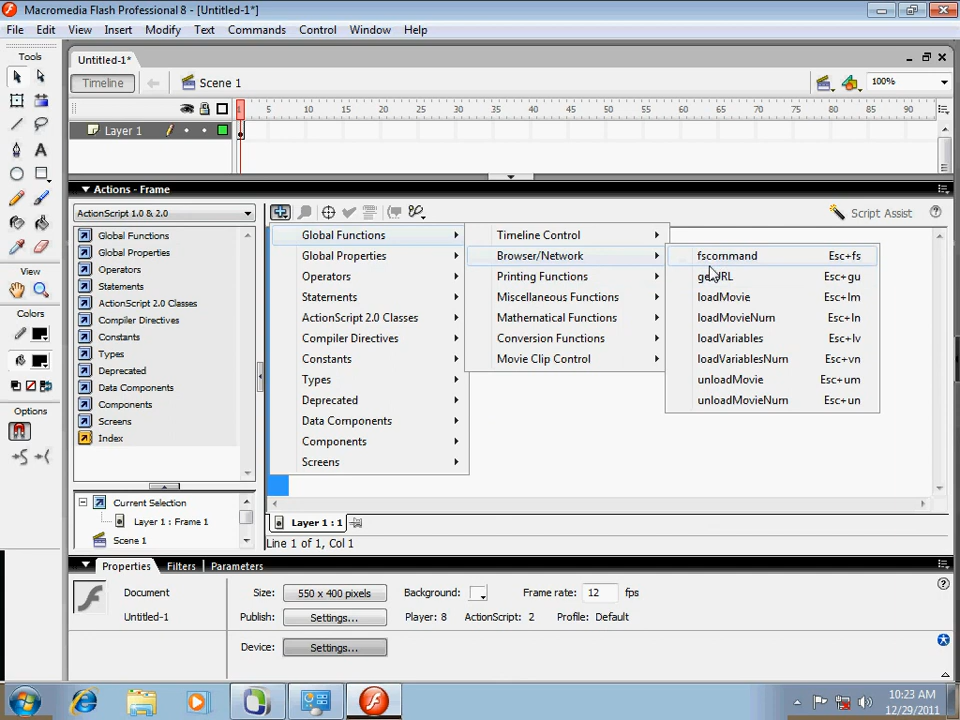 Macromedia Flash Professional 8 - [Untitled-1*]
File Edit View Insert Modify Text Commands Control Window Help
Tools
Untitled-1*
Timeline Scene 1 100%
1 5 10 15 20 25 30 35 40 45 50 55 60 65 70 75 80 85 90
Layer 1
Actions - Frame
ActionScript 1.0 & 2.0
Script Assist
Global Functions
Global Properties
Operators
Statements
ActionScript 2.0 Classes
Compiler Directives
Constants
Types
Deprecated
Data Components
Components
Screens
Index
Current Selection
Layer 1 : Frame 1
Scene 1
Global Functions
Global Properties
Operators
Statements
ActionScript 2.0 Classes
Compiler Directives
Constants
Types
Deprecated
Data Components
Components
Screens
Timeline Control
Browser/Network
Printing Functions
Miscellaneous Functions
Mathematical Functions
Conversion Functions
Movie Clip Control
fscommand Esc+fs
getURL Esc+gu
loadMovie Esc+lm
loadMovieNum Esc+ln
loadVariables Esc+lv
loadVariablesNum Esc+vn
unloadMovie Esc+um
unloadMovieNum Esc+un
View
Colors
Options
Layer 1 : 1
Line 1 of 1, Col 1
Properties Filters Parameters
Document
Untitled-1
Size: 550 x 400 pixels Background: Frame rate: 12 fps
Publish: Settings... Player: 8 ActionScript: 2 Profile: Default
Device: Settings...
10:23 AM
12/29/2011